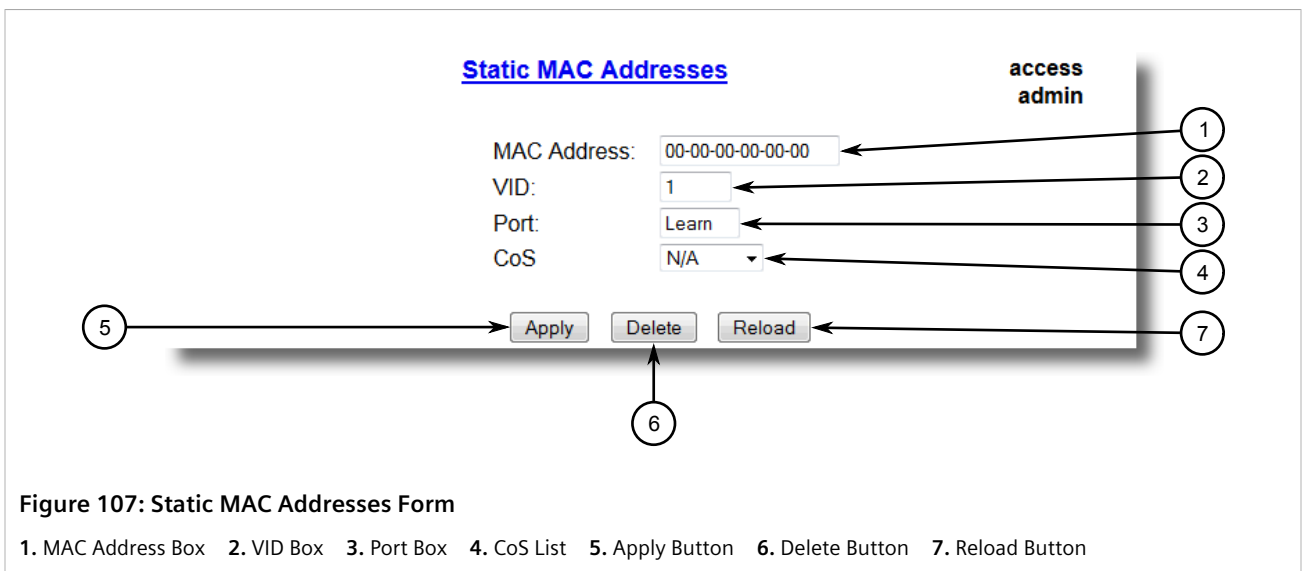 Static MAC Addresses
access
admin
MAC Address: 00-00-00-00-00-00
1
VID: 1
2
Port: Learn
3
CoS N/A
4
5
Apply Delete Reload
7
6
Figure 107: Static MAC Addresses Form
1. MAC Address Box 2. VID Box 3. Port Box 4. CoS List 5. Apply Button 6. Delete Button 7. Reload Button